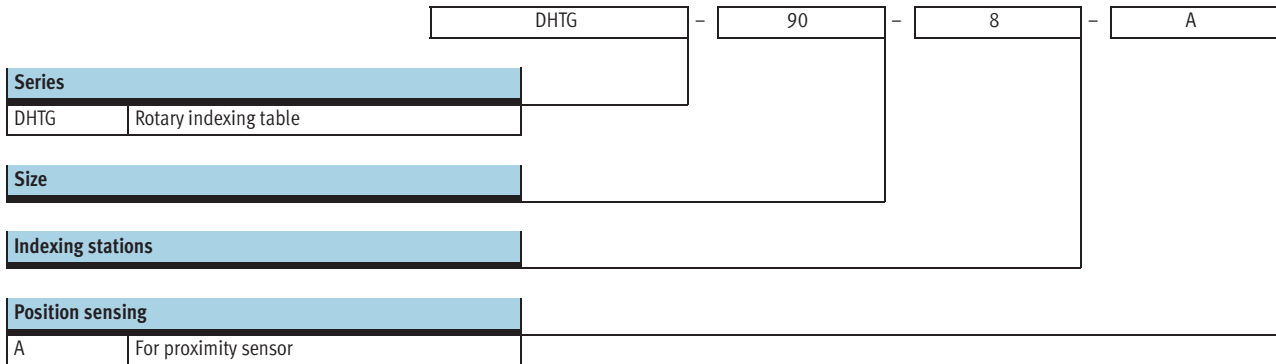 DHTG – 90 – 8 – A
Series
DHTG Rotary indexing table
Size
Indexing stations
Position sensing
A For proximity sensor